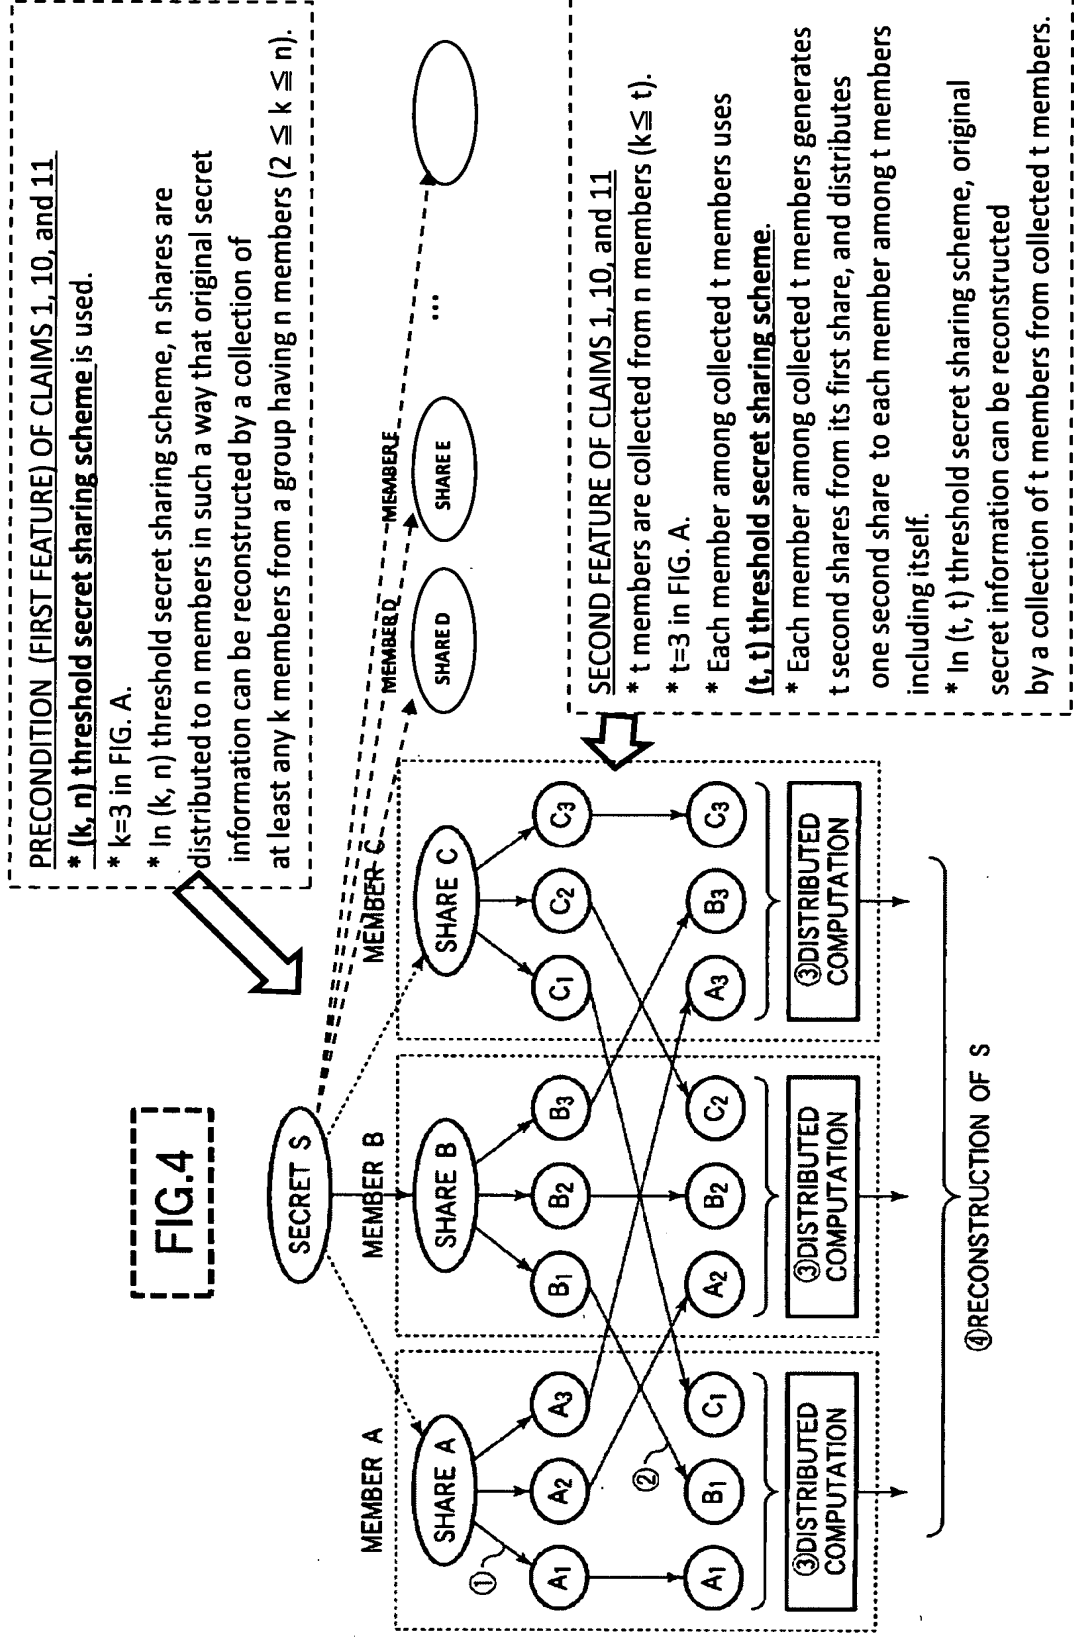 FIG.4
PRECONDITION (FIRST FEATURE) OF CLAIMS 1, 10, and 11
* (k, n) threshold secret sharing scheme is used.
* k=3 in FIG. A.
* In (k, n) threshold secret sharing scheme, n shares are
distributed to n members in such a way that original secret
information can be reconstructed by a collection of
at least any k members from a group having n members (2 ≦ k ≦ n).
SECRET S
MEMBER A
MEMBER B
MEMBER C
MEMBER D
MEMBER E
SHARE A
SHARE B
SHARE C
SHARE D
SHARE E
...
①
A1
A2
A3
B1
B2
B3
C1
C2
C3
②
A1
B1
C1
A2
B2
C2
A3
B3
C3
③DISTRIBUTED
COMPUTATION
③DISTRIBUTED
COMPUTATION
③DISTRIBUTED
COMPUTATION
④RECONSTRUCTION OF S
SECOND FEATURE OF CLAIMS 1, 10, and 11
* t members are collected from n members (k≦ t).
* t=3 in FIG. A.
* Each member among collected t members uses
(t, t) threshold secret sharing scheme.
* Each member among collected t members generates
t second shares from its first share, and distributes
one second share to each member among t members
including itself.
* In (t, t) threshold secret sharing scheme, original
secret information can be reconstructed
by a collection of t members from collected t members.